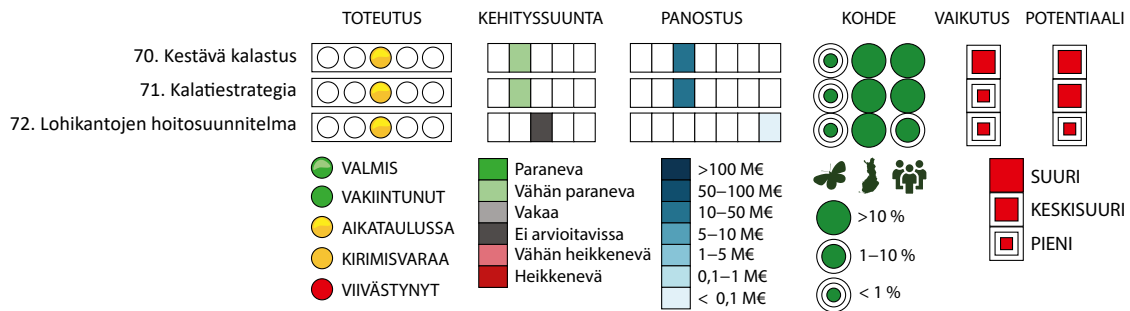 TOTEUTUS KEHITYSSUUNTA PANOSTUS KOHDE VAIKUTUS POTENTIAALI
70. Kestävä kalastus
71. Kalatiestrategia
72. Lohikantojen hoitosuunnitelma
VALMIS
VAKIINTUNUT
AIKATAULUSSA
KIRIMISVARAA
VIIVÄSTYNYT
Paraneva
Vähän paraneva
Vakaa
Ei arvioitavissa
Vähän heikkenevä
Heikkenevä
>100 M€
50–100 M€
10–50 M€
5–10 M€
1–5 M€
0,1–1 M€
< 0,1 M€
>10 %
1–10 %
< 1 %
SUURI
KESKISUURI
PIENI